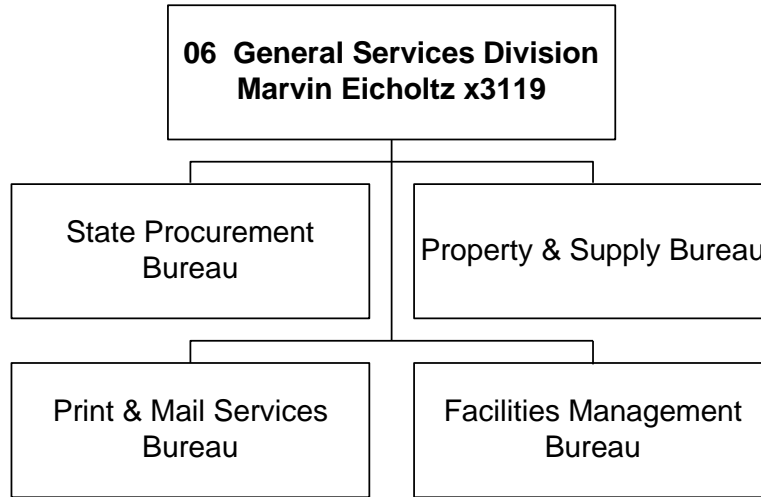 06  General Services Division
Marvin Eicholtz x3119
State Procurement
Bureau
Property & Supply Bureau
Print & Mail Services
Bureau
Facilities Management
Bureau